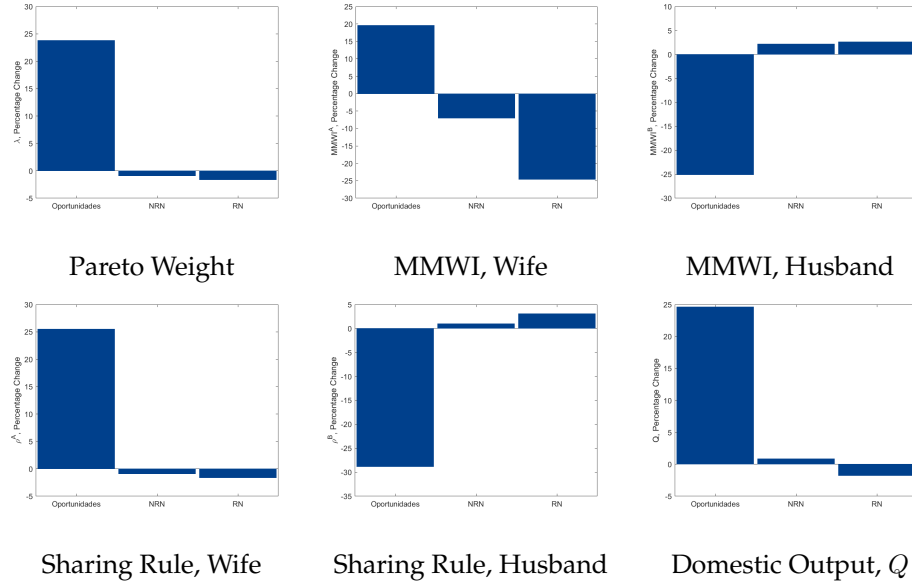 30
25
20
15
10
5
0
-5
λ, Percentage Change
Oportunidades NRN RN
Pareto Weight
20
15
10
5
0
-5
-10
-15
-20
-25
-30
MMWI^A, Percentage Change
Oportunidades NRN RN
MMWI, Wife
10
5
0
-5
-10
-15
-20
-25
-30
MMWI^B, Percentage Change
Oportunidades NRN RN
MMWI, Husband
30
25
20
15
10
5
0
-5
ρ^A, Percentage Change
Oportunidades NRN RN
Sharing Rule, Wife
5
0
-5
-10
-15
-20
-25
-30
-35
ρ^B, Percentage Change
Oportunidades NRN RN
Sharing Rule, Husband
25
20
15
10
5
0
-5
Q, Percentage Change
Oportunidades NRN RN
Domestic Output, Q